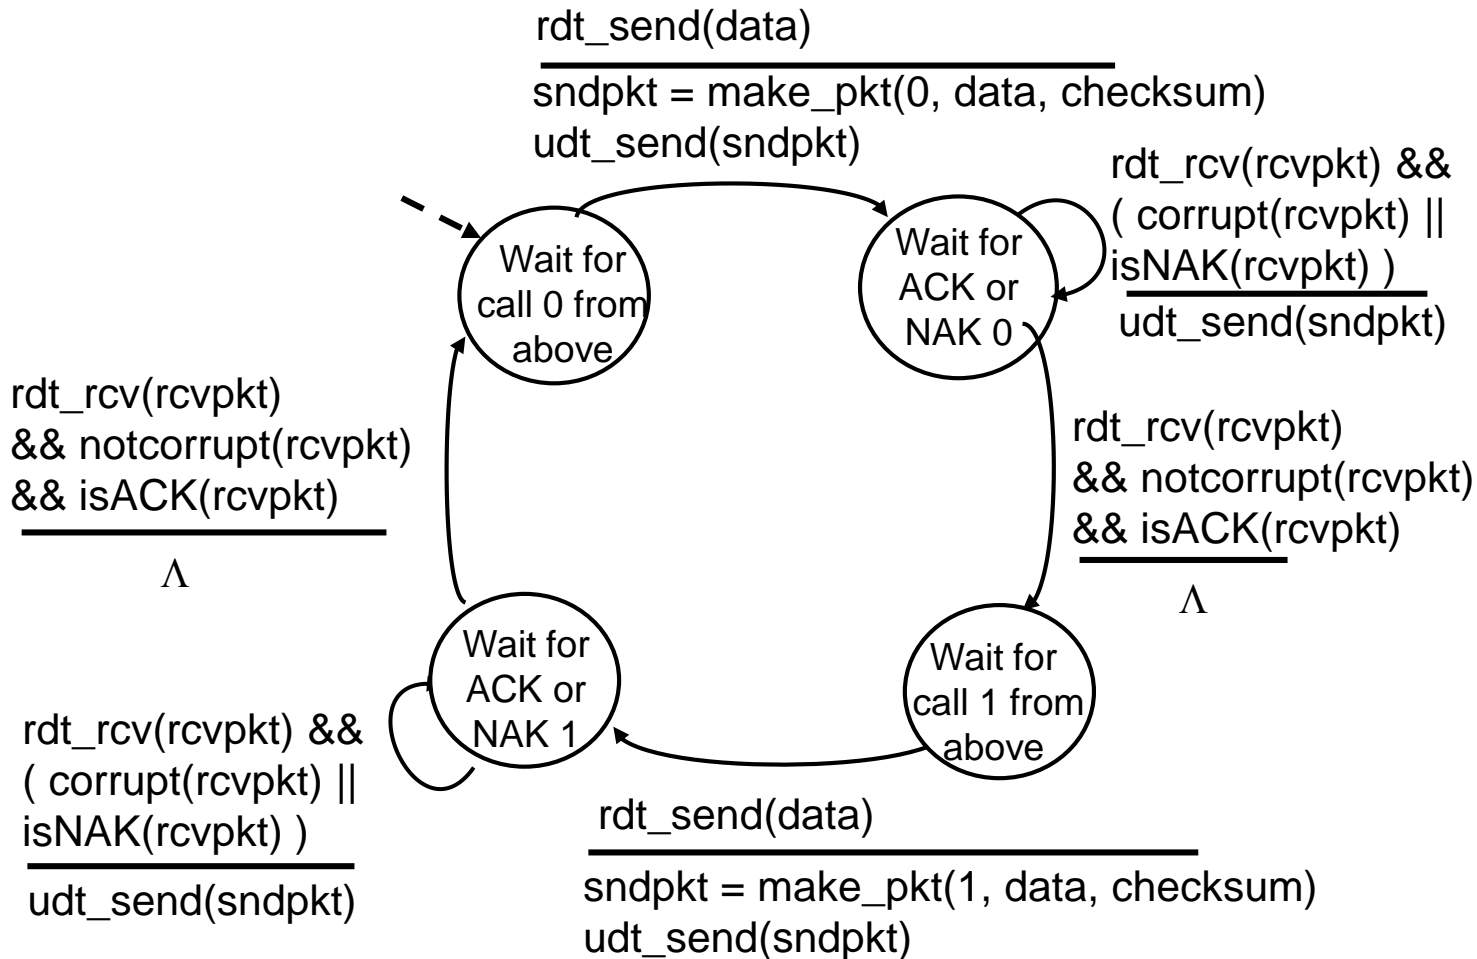 rdt_send(data)
sndpkt = make_pkt(0, data, checksum)
udt_send(sndpkt)
rdt_rcv(rcvpkt) &&
( corrupt(rcvpkt) ||
isNAK(rcvpkt) )
udt_send(sndpkt)
Wait for
call 0 from
above
Wait for
ACK or
NAK 0
rdt_rcv(rcvpkt)
&& notcorrupt(rcvpkt)
&& isACK(rcvpkt)
Λ
rdt_rcv(rcvpkt)
&& notcorrupt(rcvpkt)
&& isACK(rcvpkt)
Λ
Wait for
ACK or
NAK 1
Wait for
call 1 from
above
rdt_rcv(rcvpkt) &&
( corrupt(rcvpkt) ||
isNAK(rcvpkt) )
udt_send(sndpkt)
rdt_send(data)
sndpkt = make_pkt(1, data, checksum)
udt_send(sndpkt)